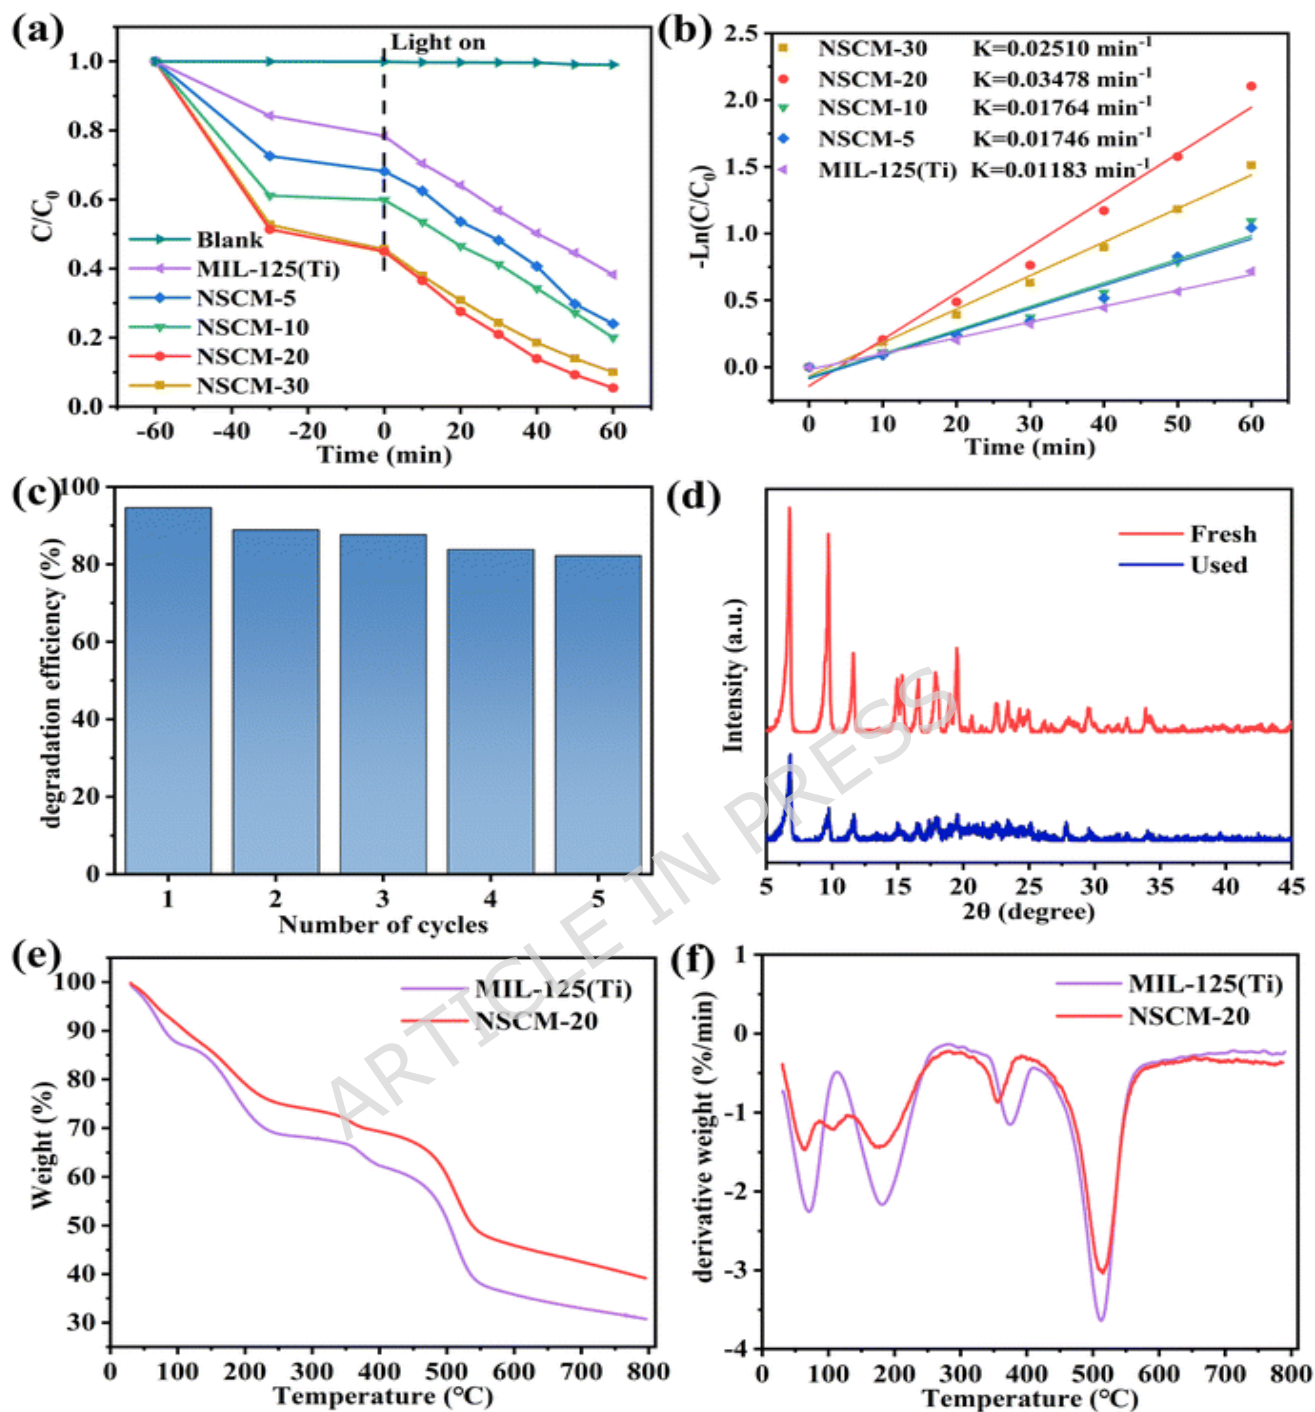 (a)
Light on
C/C0
1.0
0.8
0.6
0.4
0.2
0.0
Blank
MIL-125(Ti)
NSCM-5
NSCM-10
NSCM-20
NSCM-30
-60 -40 -20 0 20 40 60
Time (min)
(b)
-Ln(C/C0)
2.5
2.0
1.5
1.0
0.5
0.0
NSCM-30 K=0.02510 min-1
NSCM-20 K=0.03478 min-1
NSCM-10 K=0.01764 min-1
NSCM-5 K=0.01746 min-1
MIL-125(Ti) K=0.01183 min-1
0 10 20 30 40 50 60
Time (min)
(c)
degradation efficiency (%)
100
80
60
40
20
0
1 2 3 4 5
Number of cycles
(d)
Intensity (a.u.)
Fresh
Used
5 10 15 20 25 30 35 40 45
2θ (degree)
(e)
Weight (%)
100
90
80
70
60
50
40
30
MIL-125(Ti)
NSCM-20
0 100 200 300 400 500 600 700 800
Temperature (°C)
(f)
derivative weight (%/min)
1
0
-1
-2
-3
-4
MIL-125(Ti)
NSCM-20
0 100 200 300 400 500 600 700 800
Temperature (°C)
ARTICLE IN PRESS